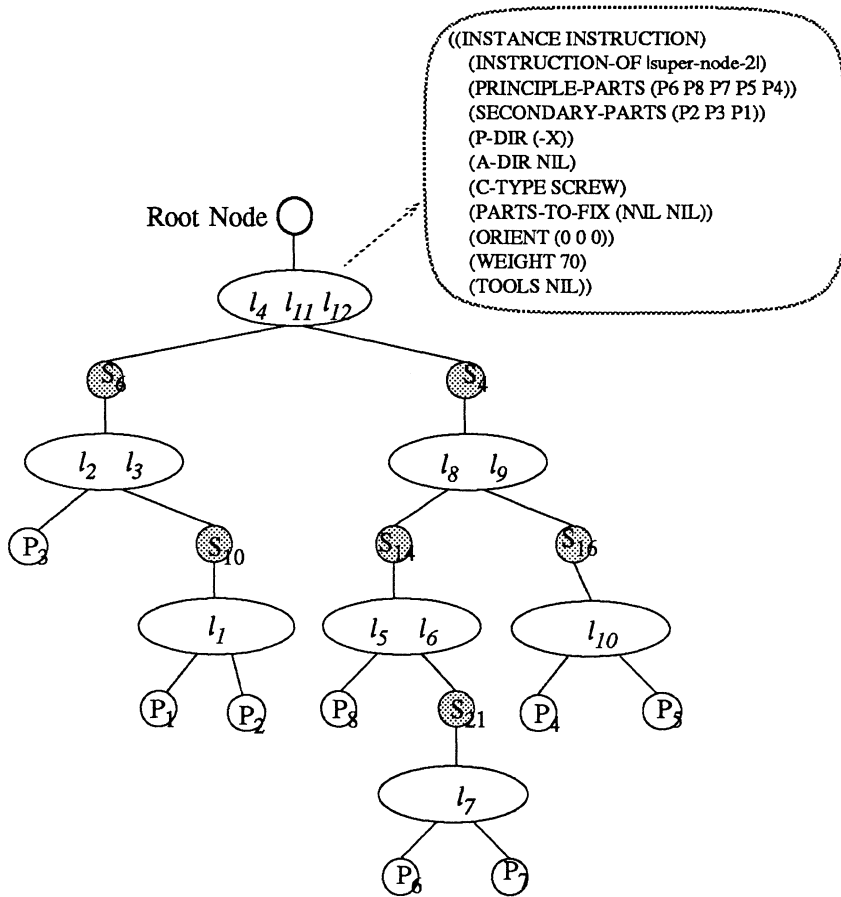 ((INSTANCE INSTRUCTION)
(INSTRUCTION-OF |super-node-2|)
(PRINCIPLE-PARTS (P6 P8 P7 P5 P4))
(SECONDARY-PARTS (P2 P3 P1))
(P-DIR (-X))
(A-DIR NIL)
(C-TYPE SCREW)
(PARTS-TO-FIX (N\IL NIL))
(ORIENT (0 0 0))
(WEIGHT 70)
(TOOLS NIL))
Root Node
l4 l11 l12
S6 S4
l2 l3 l8 l9
P3 S10 S14 S16
l1 l5 l6 l10
P1 P2 P8 S21 P4 P5
l7
P6 P7